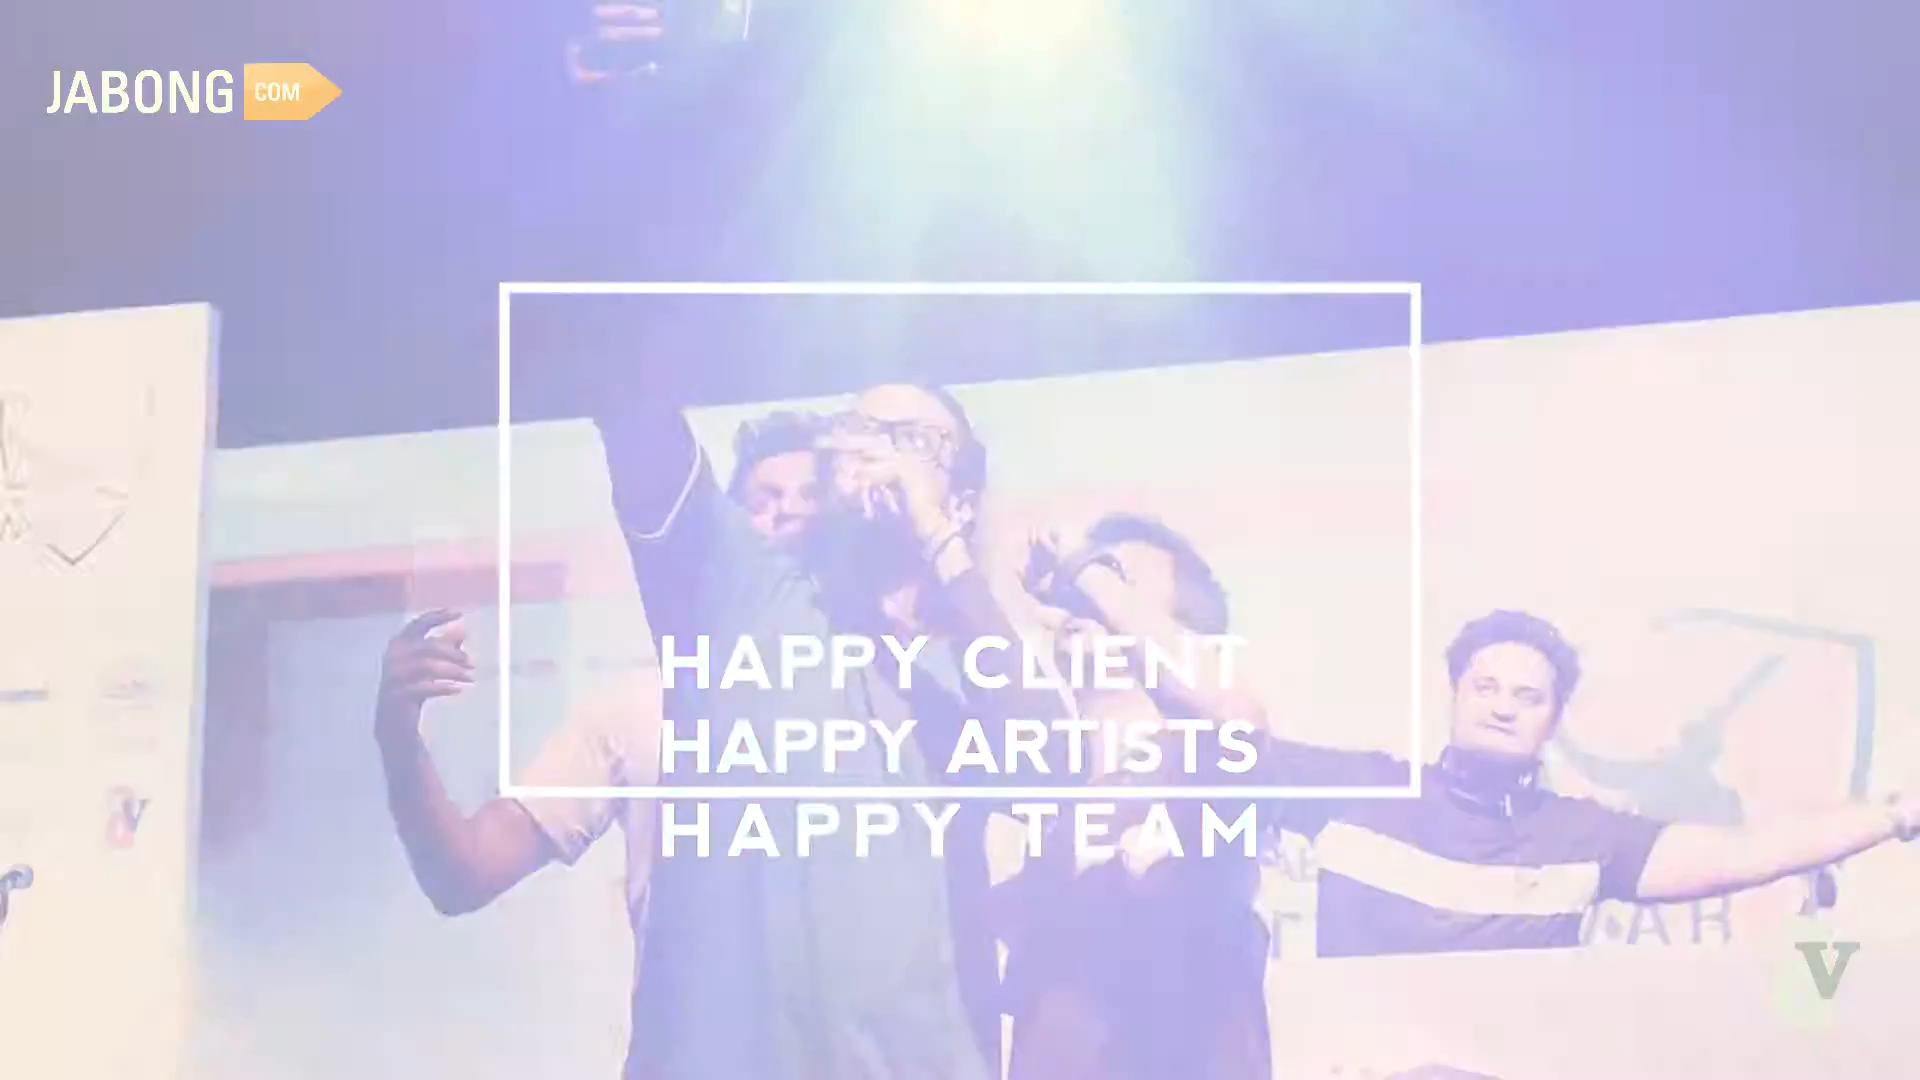 JABONG COM
HAPPY CLIENT
HAPPY ARTISTS
HAPPY TEAM
V